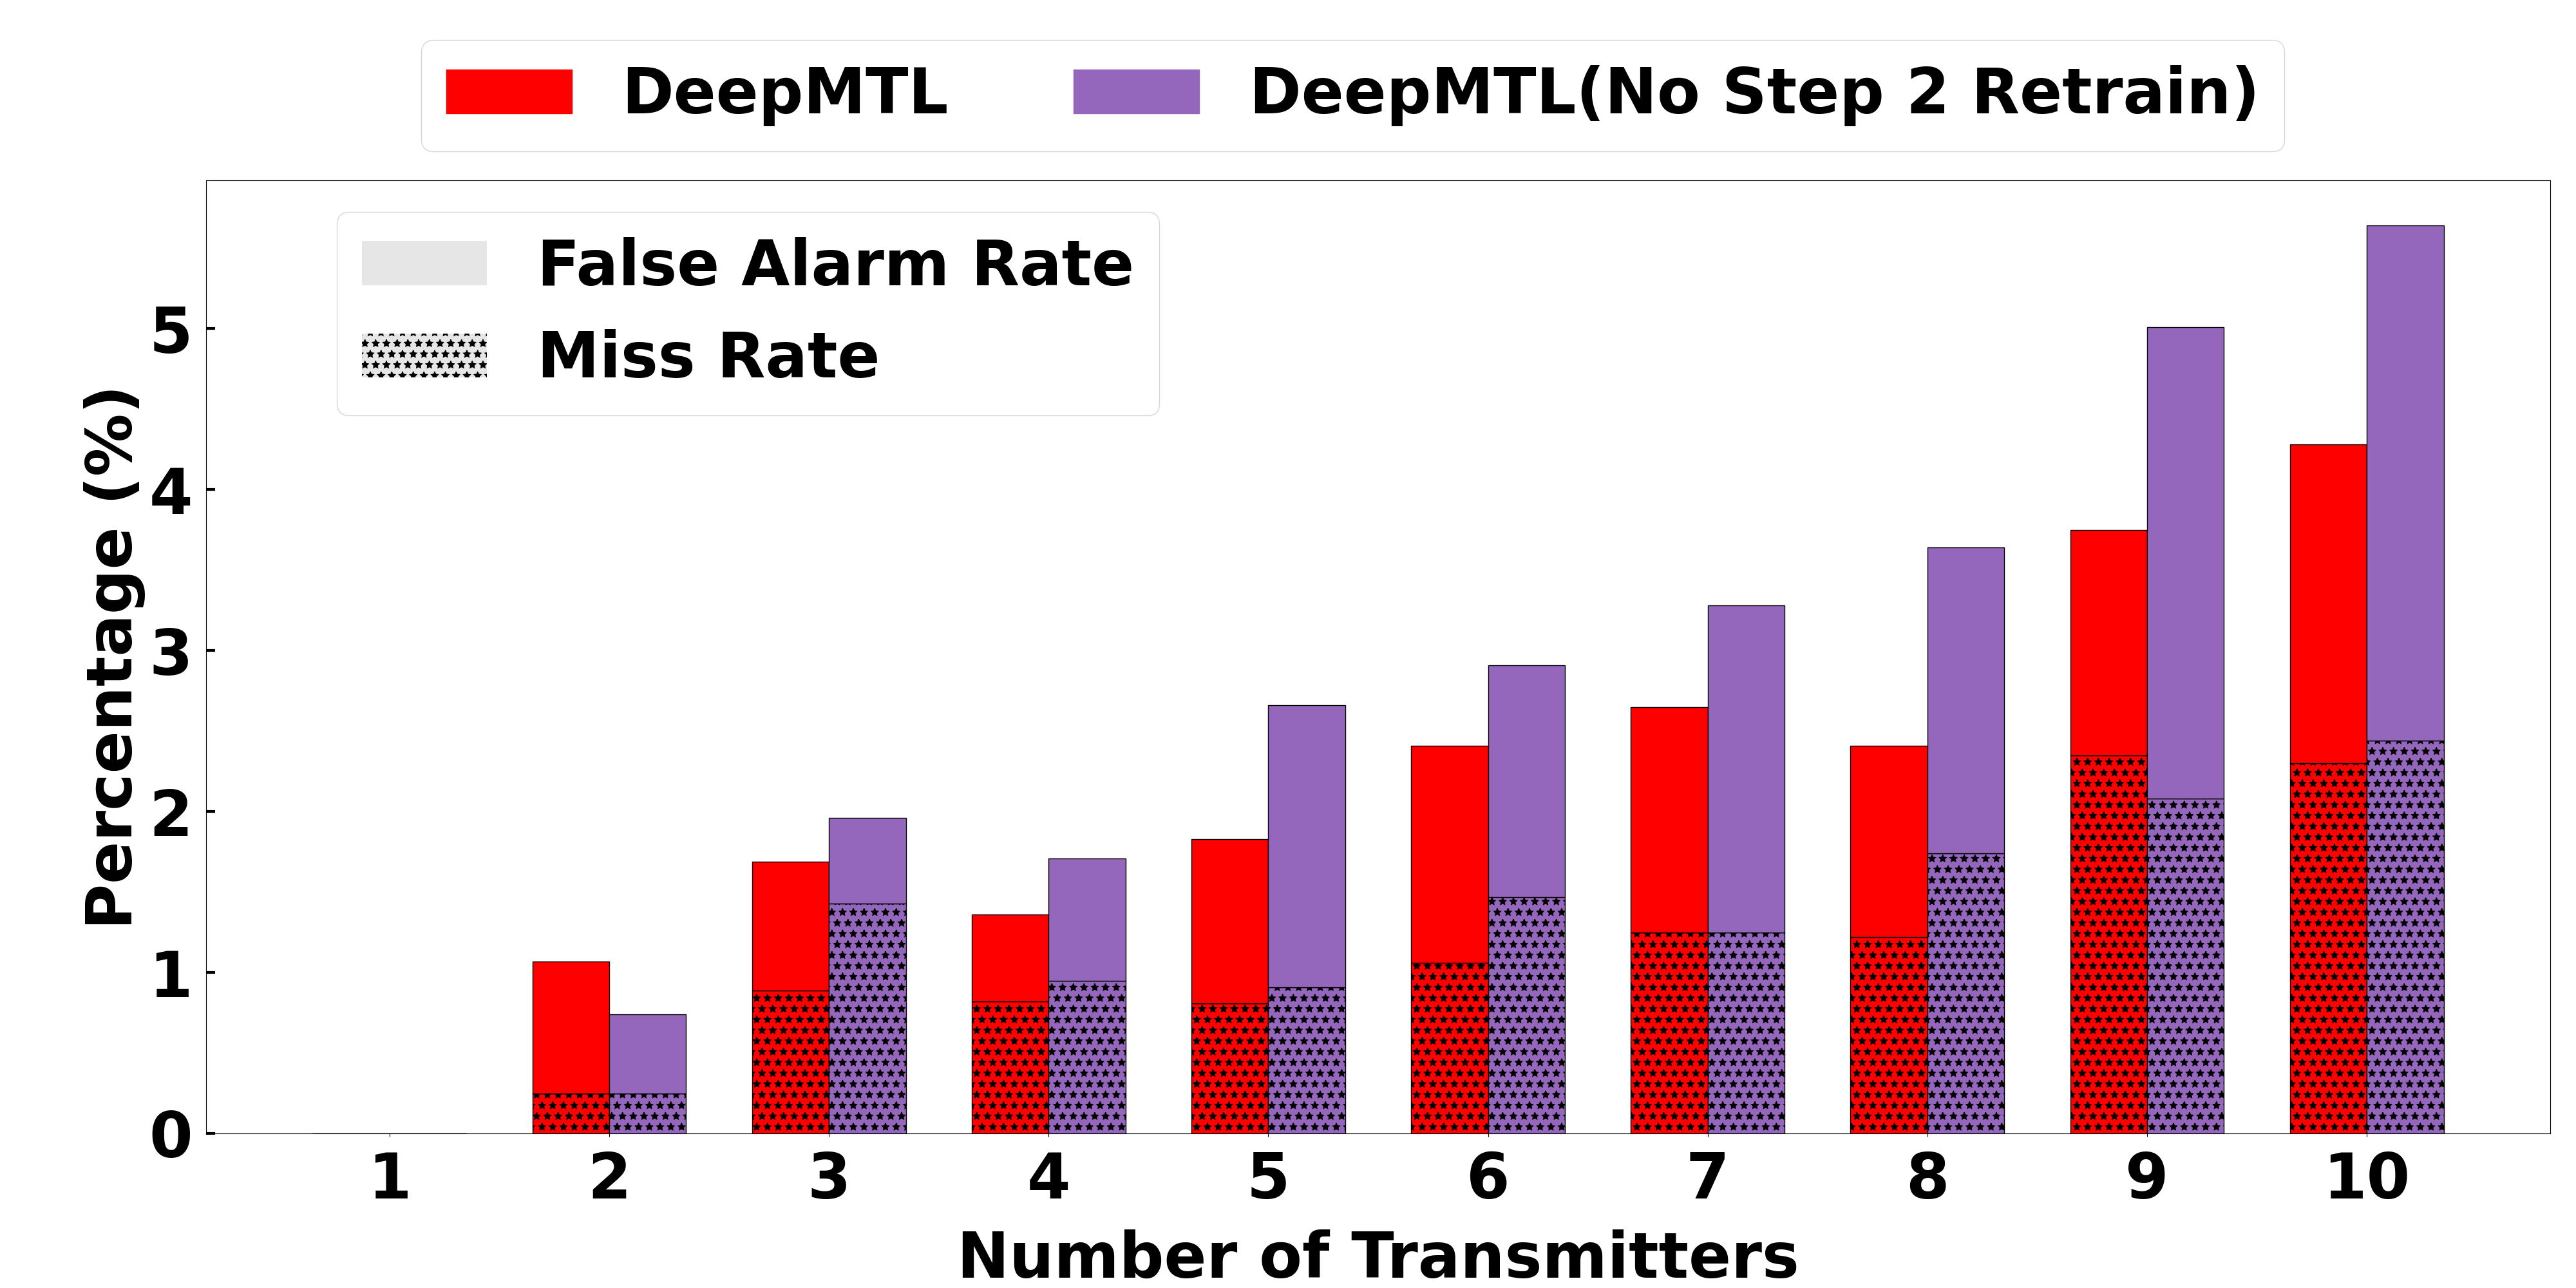 DeepMTL DeepMTL(No Step 2 Retrain)
False Alarm Rate
Miss Rate
Percentage (%)
5
4
3
2
1
0
1 2 3 4 5 6 7 8 9 10
Number of Transmitters